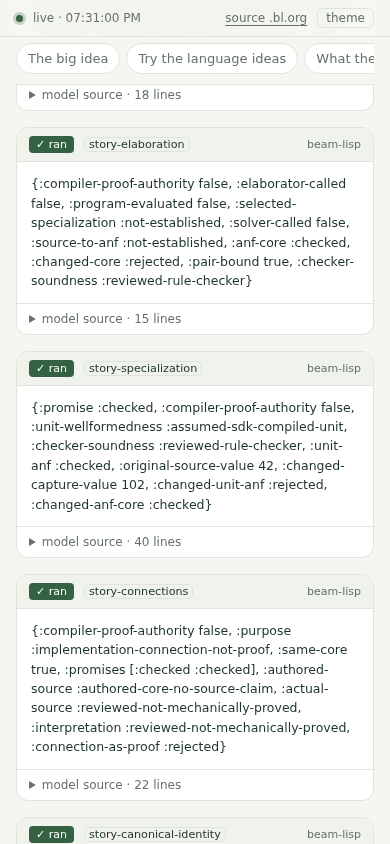 live · 07:31:00 PM
source .bl.org
theme
The big idea
Try the language ideas
What the
▶ model source · 18 lines
✓ ran
story-elaboration
beam-lisp
{:compiler-proof-authority false, :elaborator-called
false, :program-evaluated false, :selected-
specialization :not-established, :solver-called false,
:source-to-anf :not-established, :anf-core :checked,
:changed-core :rejected, :pair-bound true, :checker-
soundness :reviewed-rule-checker}
▶ model source · 15 lines
✓ ran
story-specialization
beam-lisp
{:promise :checked, :compiler-proof-authority false,
:unit-wellformedness :assumed-sdk-compiled-unit,
:checker-soundness :reviewed-rule-checker, :unit-
anf :checked, :original-source-value 42, :changed-
capture-value 102, :changed-unit-anf :rejected,
:changed-anf-core :checked}
▶ model source · 40 lines
✓ ran
story-connections
beam-lisp
{:compiler-proof-authority false, :purpose
:implementation-connection-not-proof, :same-core
true, :promises [:checked :checked], :authored-
source :authored-core-no-source-claim, :actual-
source :reviewed-not-mechanically-proved,
:interpretation :reviewed-not-mechanically-proved,
:connection-as-proof :rejected}
▶ model source · 22 lines
✓ ran
story-canonical-identity
beam-lisp